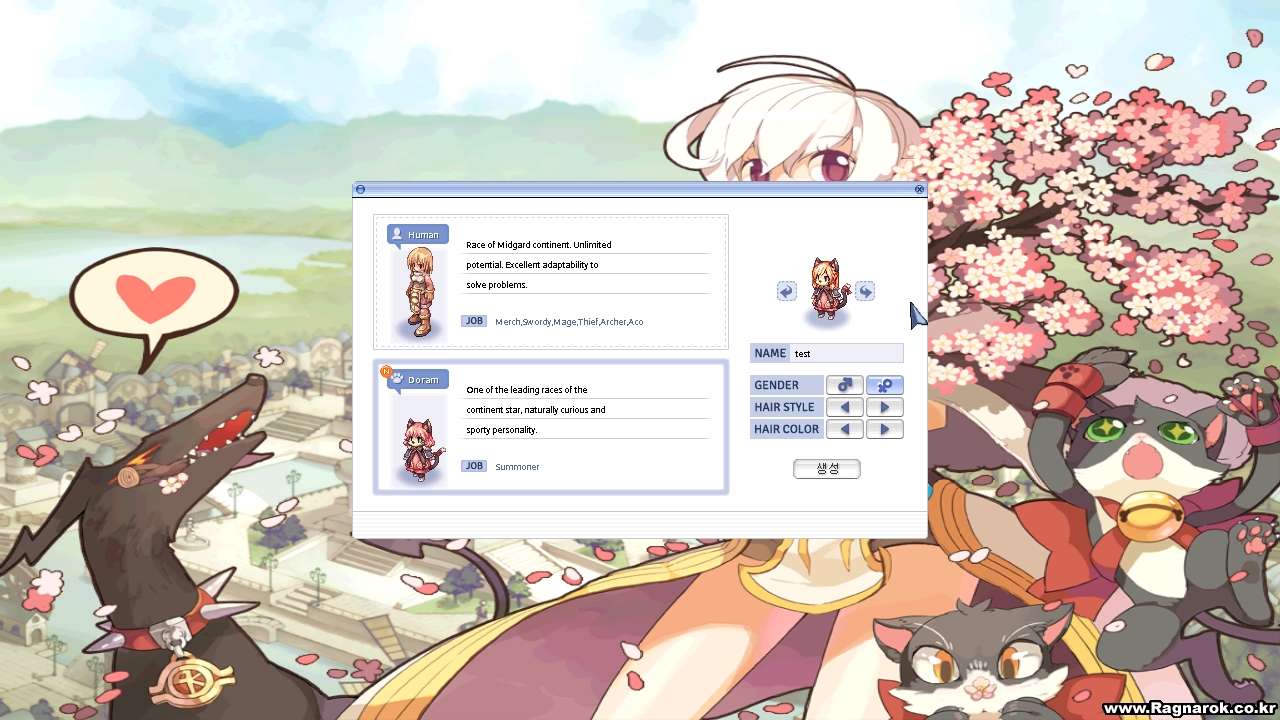 Human
Race of Midgard continent. Unlimited
potential. Excellent adaptability to
solve problems.
JOB Merch,Swordy,Mage,Thief,Archer,Aco
N
Doram
One of the leading races of the
continent star, naturally curious and
sporty personality.
JOB Summoner
NAME test
GENDER
HAIR STYLE
HAIR COLOR
생성
www.Ragnarok.co.kr